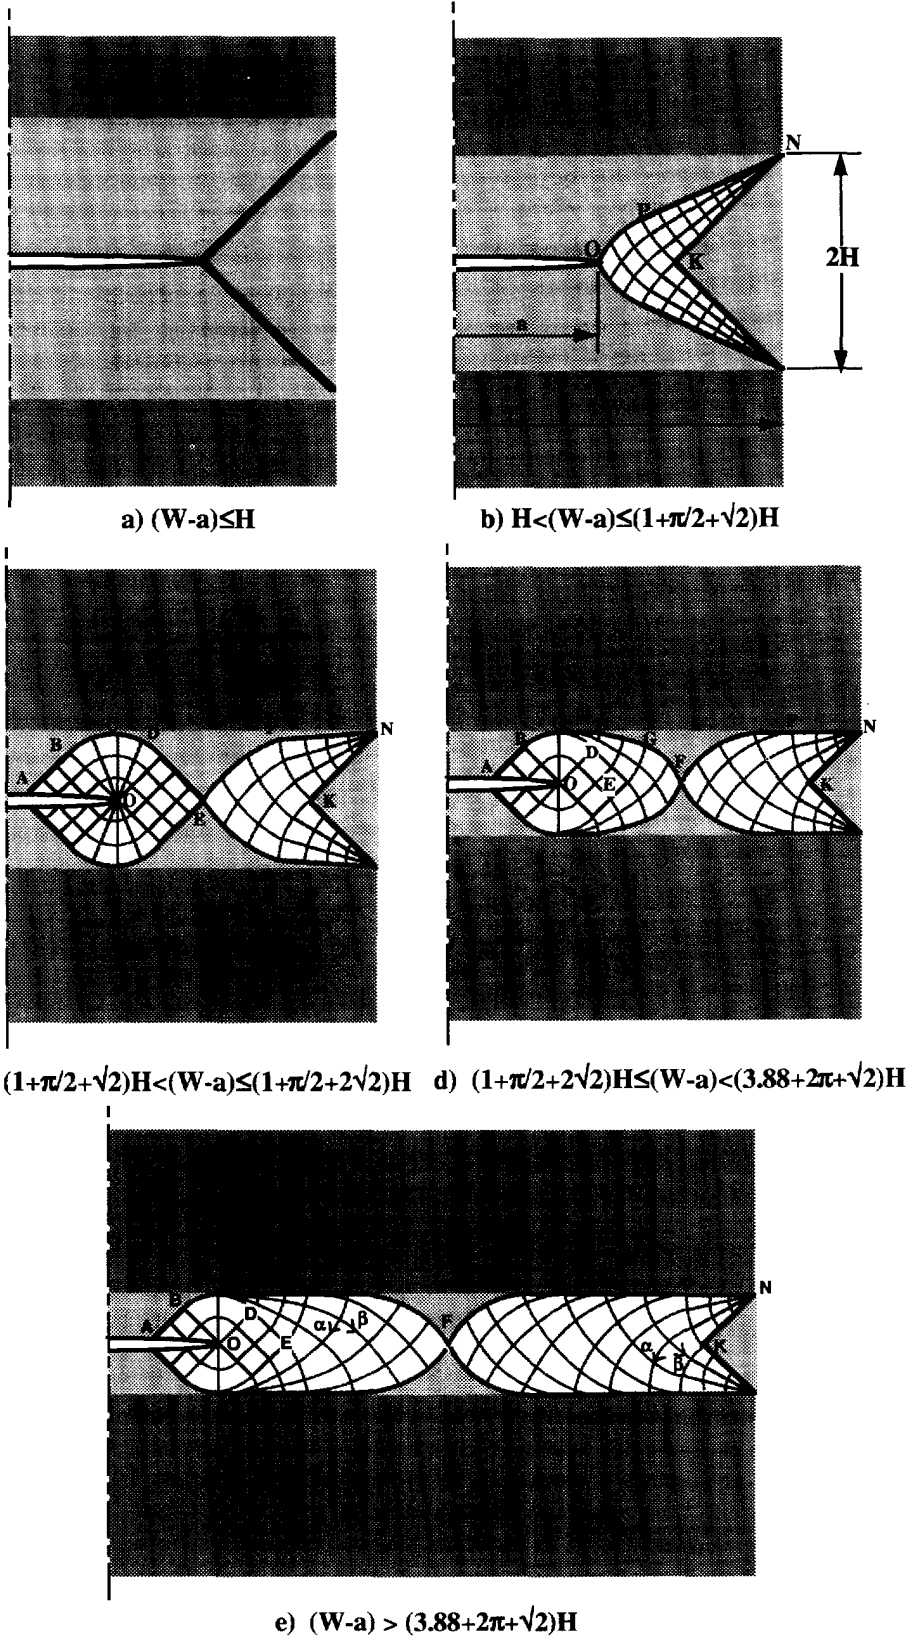 N
O
P
K
2H
a
a) (W-a)≤H
b) H<(W-a)≤(1+π/2+√2)H
B
D
N
A
O
K
E
B
G
N
D
F
A
O
E
K
(1+π/2+√2)H<(W-a)≤(1+π/2+2√2)H
d) (1+π/2+2√2)H≤(W-a)<(3.88+2π+√2)H
N
B
D
α
β
F
A
O
E
α
β
K
e) (W-a) > (3.88+2π+√2)H